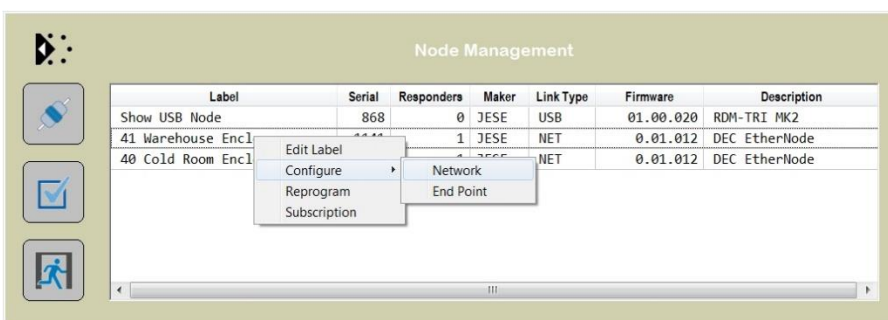 Node Management
Label Serial Responders Maker Link Type Firmware Description
Show USB Node 868 0 JESE USB 01.00.020 RDM-TRI MK2
41 Warehouse Encl 1 JESE NET 0.01.012 DEC EtherNode
40 Cold Room Encl NET 0.01.012 DEC EtherNode
Edit Label
Configure
Reprogram
Subscription
Network
End Point